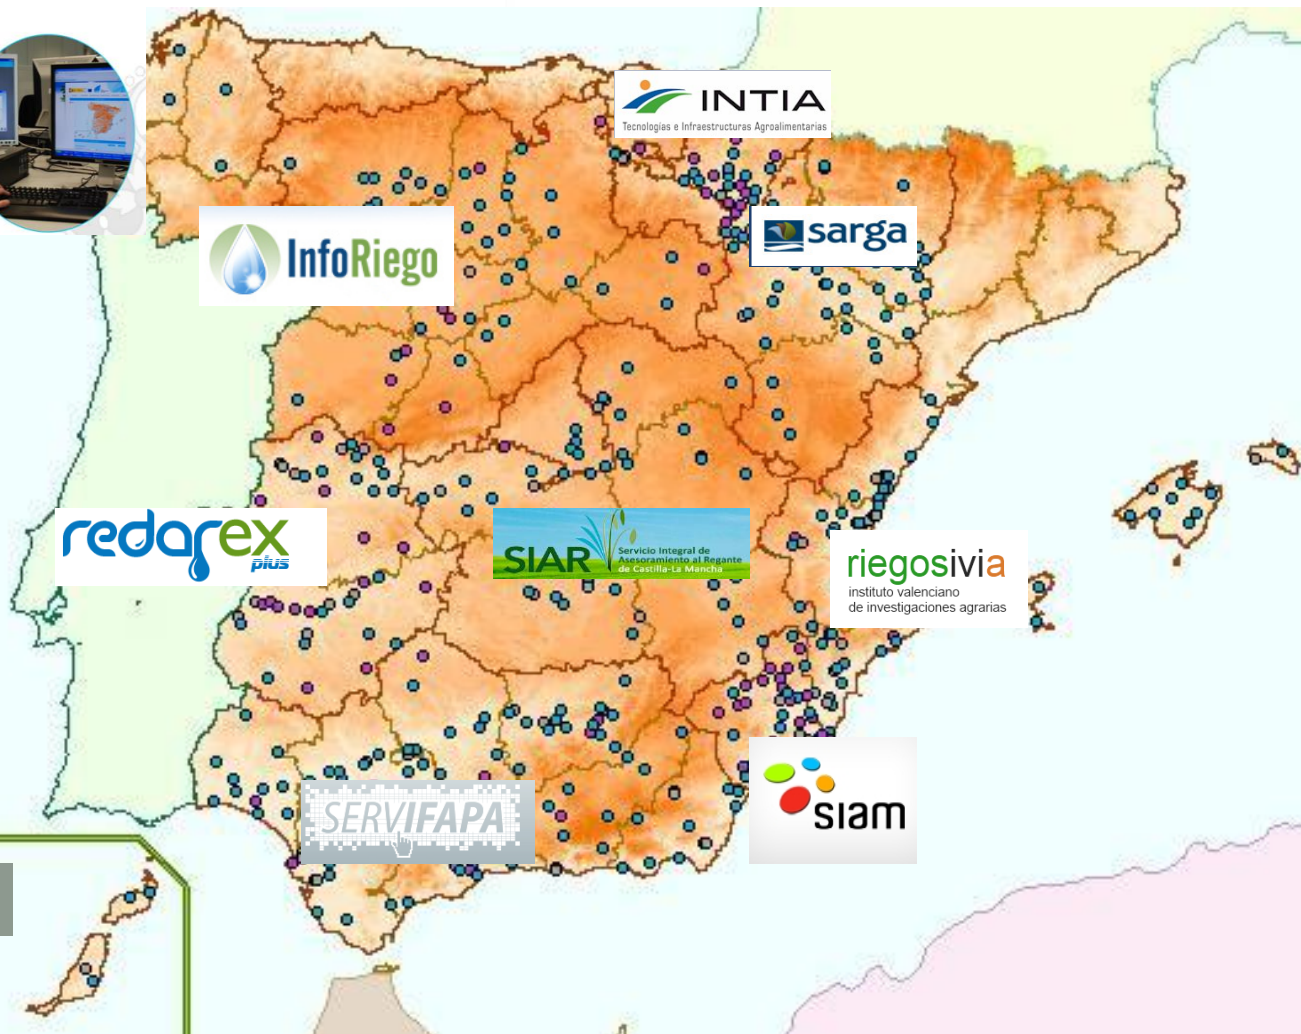 INTIA
Tecnologías e Infraestructuras Agroalimentarias
InfoRiego
sarga
redarex
plus
SIAR
Servicio Integral de
Asesoramiento al Regante
de Castilla-La Mancha
riegosivia
instituto valenciano
de investigaciones agrarias
SERVIFAPA
siam